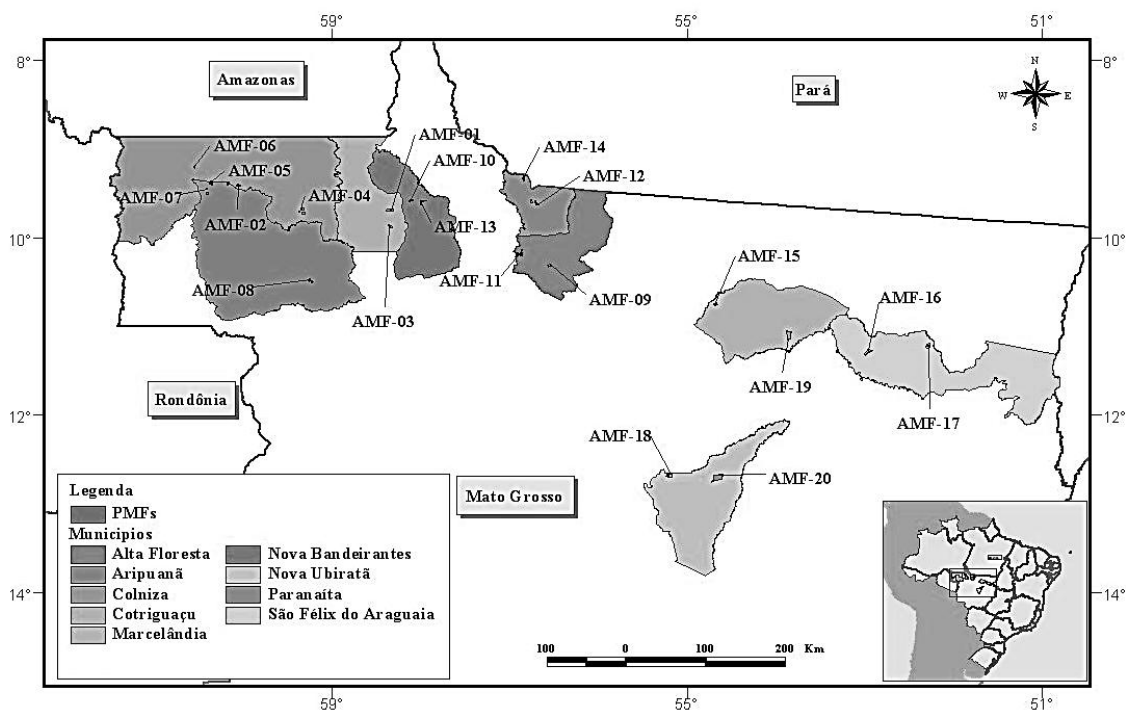 59°
55°
51°
8°
8°
Amazonas
Pará
N
W
E
S
AMF-01
AMF-06
AMF-10
AMF-14
AMF-05
AMF-12
AMF-07
AMF-04
AMF-02
AMF-13
10°
10°
AMF-15
AMF-11
AMF-08
AMF-09
AMF-16
AMF-03
AMF-19
Rondônia
12°
12°
AMF-17
AMF-18
AMF-20
Mato Grosso
Legenda
PMFs
Municipios
Alta Floresta
Nova Bandeirantes
Aripuanã
Nova Ubiratã
Colniza
Paranaíta
Cotriguaçu
São Félix do Araguaia
Marcelândia
14°
14°
100 0 100 200 Km
59°
55°
51°